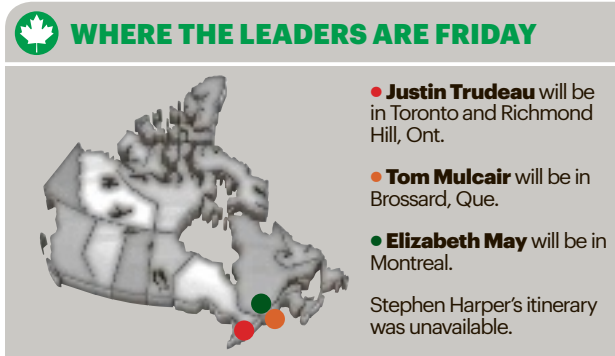 WHERE THE LEADERS ARE FRIDAY
• Justin Trudeau will be
in Toronto and Richmond
Hill, Ont.
• Tom Mulcair will be in
Brossard, Que.
• Elizabeth May will be in
Montreal.
Stephen Harper's itinerary
was unavailable.